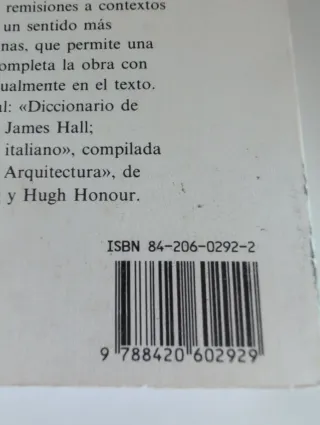 remisiones a contextos
un sentido más
nas, que permite una
ompleta la obra con
ualmente en el texto.
al: «Diccionario de
James Hall;
italiano», compilada
Arquitectura», de
y Hugh Honour.
ISBN 84-206-0292-2
9 788420 602929